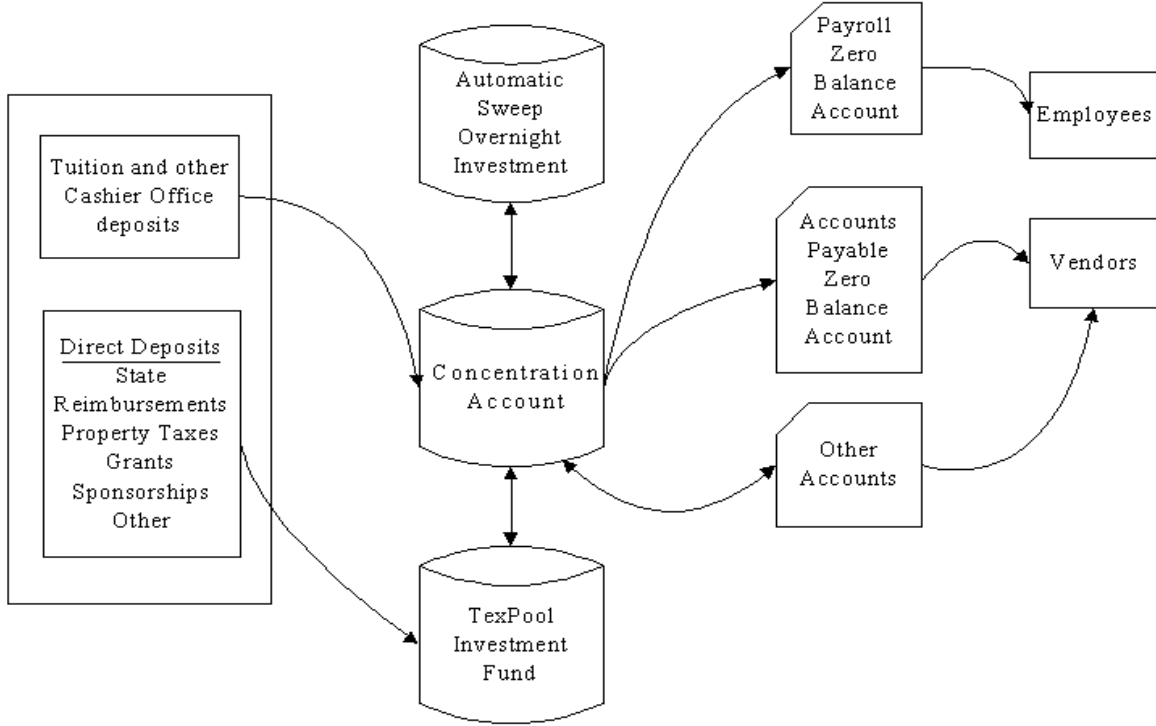 Tuition and other
Cashier Office
deposits
Direct Deposits
State
Reimbursements
Property Taxes
Grants
Sponsorships
Other
Automatic
Sweep
Overnight
Investment
Concentration
Account
TexPool
Investment
Fund
Payroll
Zero
Balance
Account
Accounts
Payable
Zero
Balance
Account
Other
Accounts
Employees
Vendors